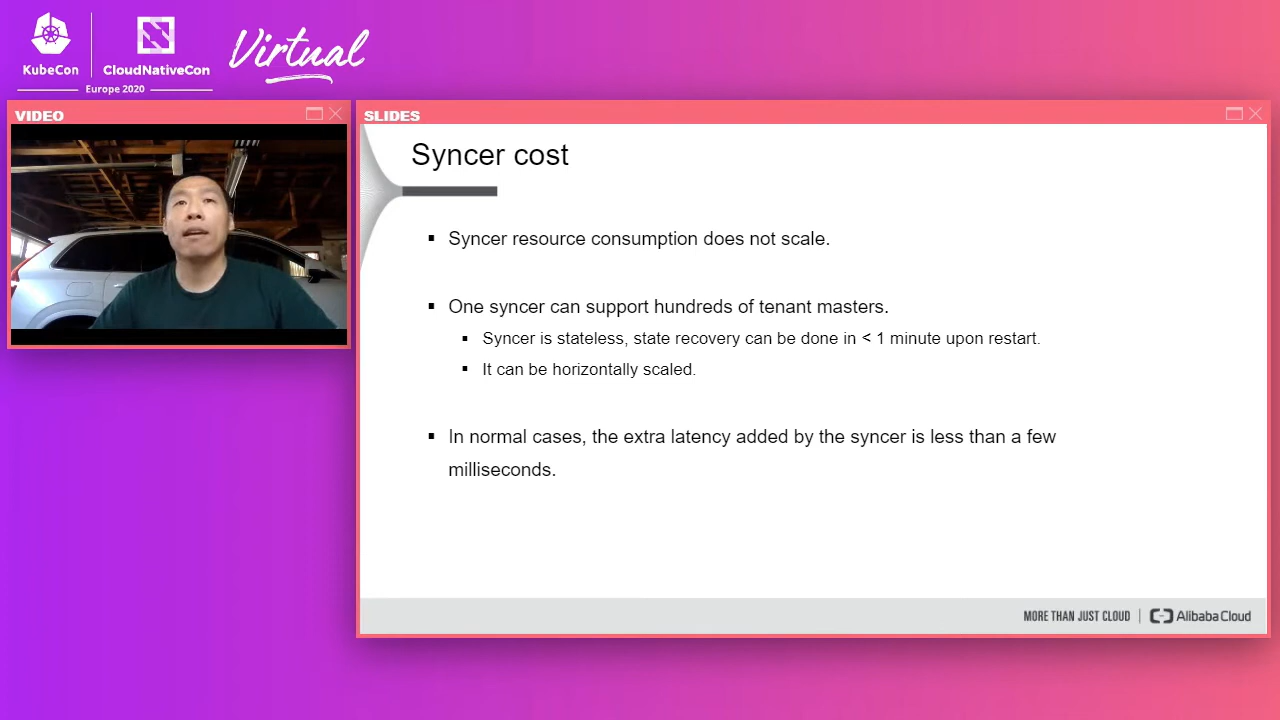 KubeCon
CloudNativeCon
Europe 2020
Virtual
VIDEO
SLIDES
Syncer cost
▪ Syncer resource consumption does not scale.
▪ One syncer can support hundreds of tenant masters.
▪ Syncer is stateless, state recovery can be done in < 1 minute upon restart.
▪ It can be horizontally scaled.
▪ In normal cases, the extra latency added by the syncer is less than a few
milliseconds.
MORE THAN JUST CLOUD | Alibaba Cloud